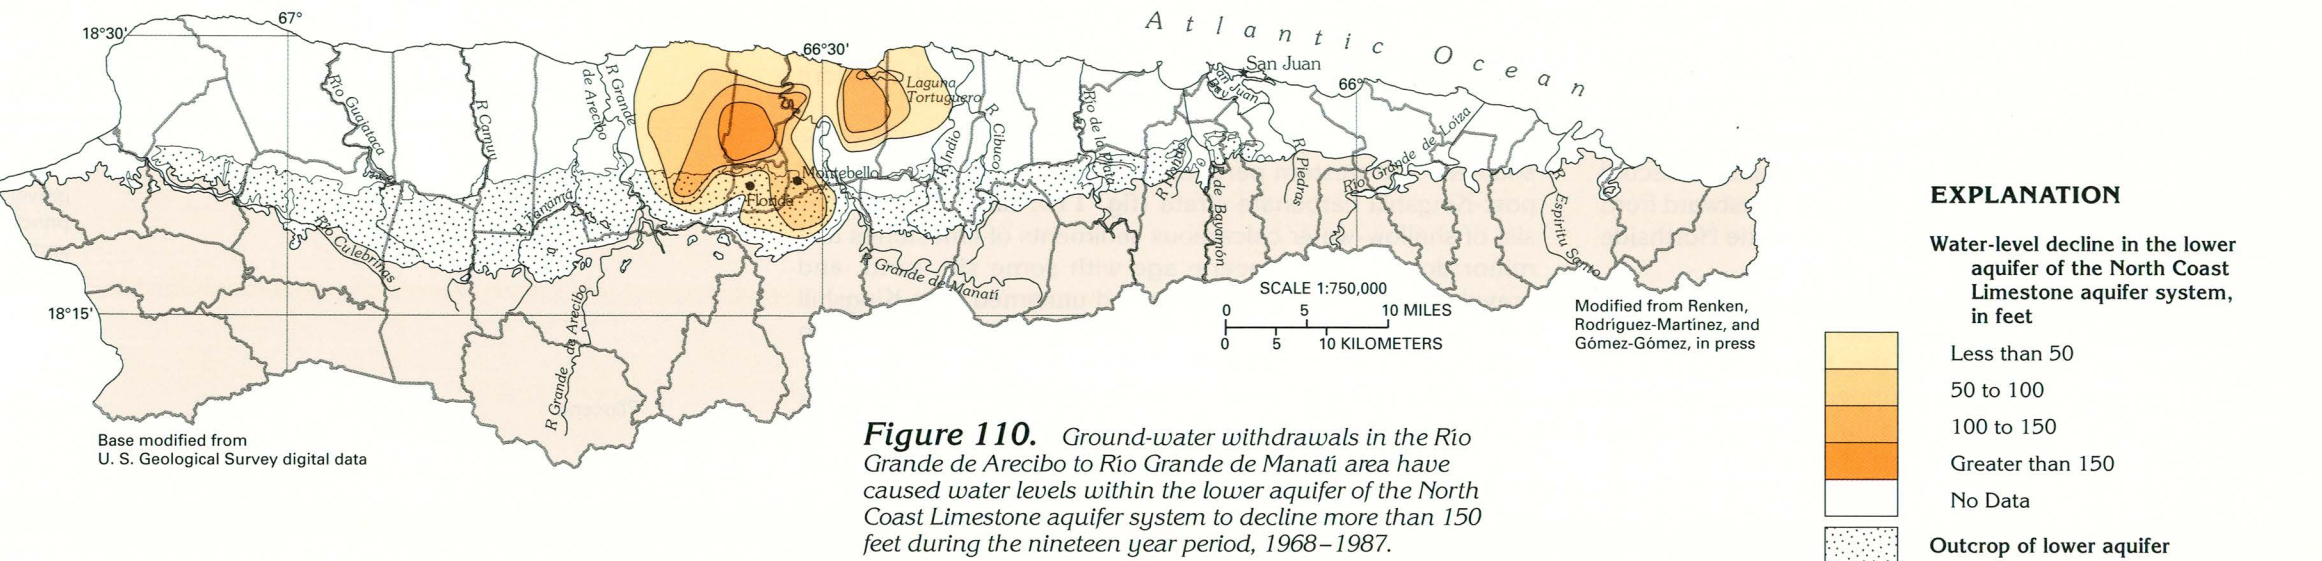 Atlantic Ocean
67°
18°30'
66°30'
66°
San Juan
San Juan
Bay
Laguna
Tortuguero
R Grande
de Arecibo
Río Guajataca
R Camuy
R Indio
R Cibuco
Río de la Plata
R de Bayamón
R Piedras
Río Grande de Loíza
R Espíritu Santo
Montebello
Florida
R Tanamá
Río Culebrinas
R Grande de Manatí
R Grande de Arecibo
18°15'
SCALE 1:750,000
0 5 10 MILES
0 5 10 KILOMETERS
Modified from Renken,
Rodríguez-Martínez, and
Gómez-Gómez, in press
Base modified from
U. S. Geological Survey digital data
Figure 110. Ground-water withdrawals in the Río
Grande de Arecibo to Río Grande de Manatí area have
caused water levels within the lower aquifer of the North
Coast Limestone aquifer system to decline more than 150
feet during the nineteen year period, 1968–1987.
EXPLANATION
Water-level decline in the lower
aquifer of the North Coast
Limestone aquifer system,
in feet
Less than 50
50 to 100
100 to 150
Greater than 150
No Data
Outcrop of lower aquifer